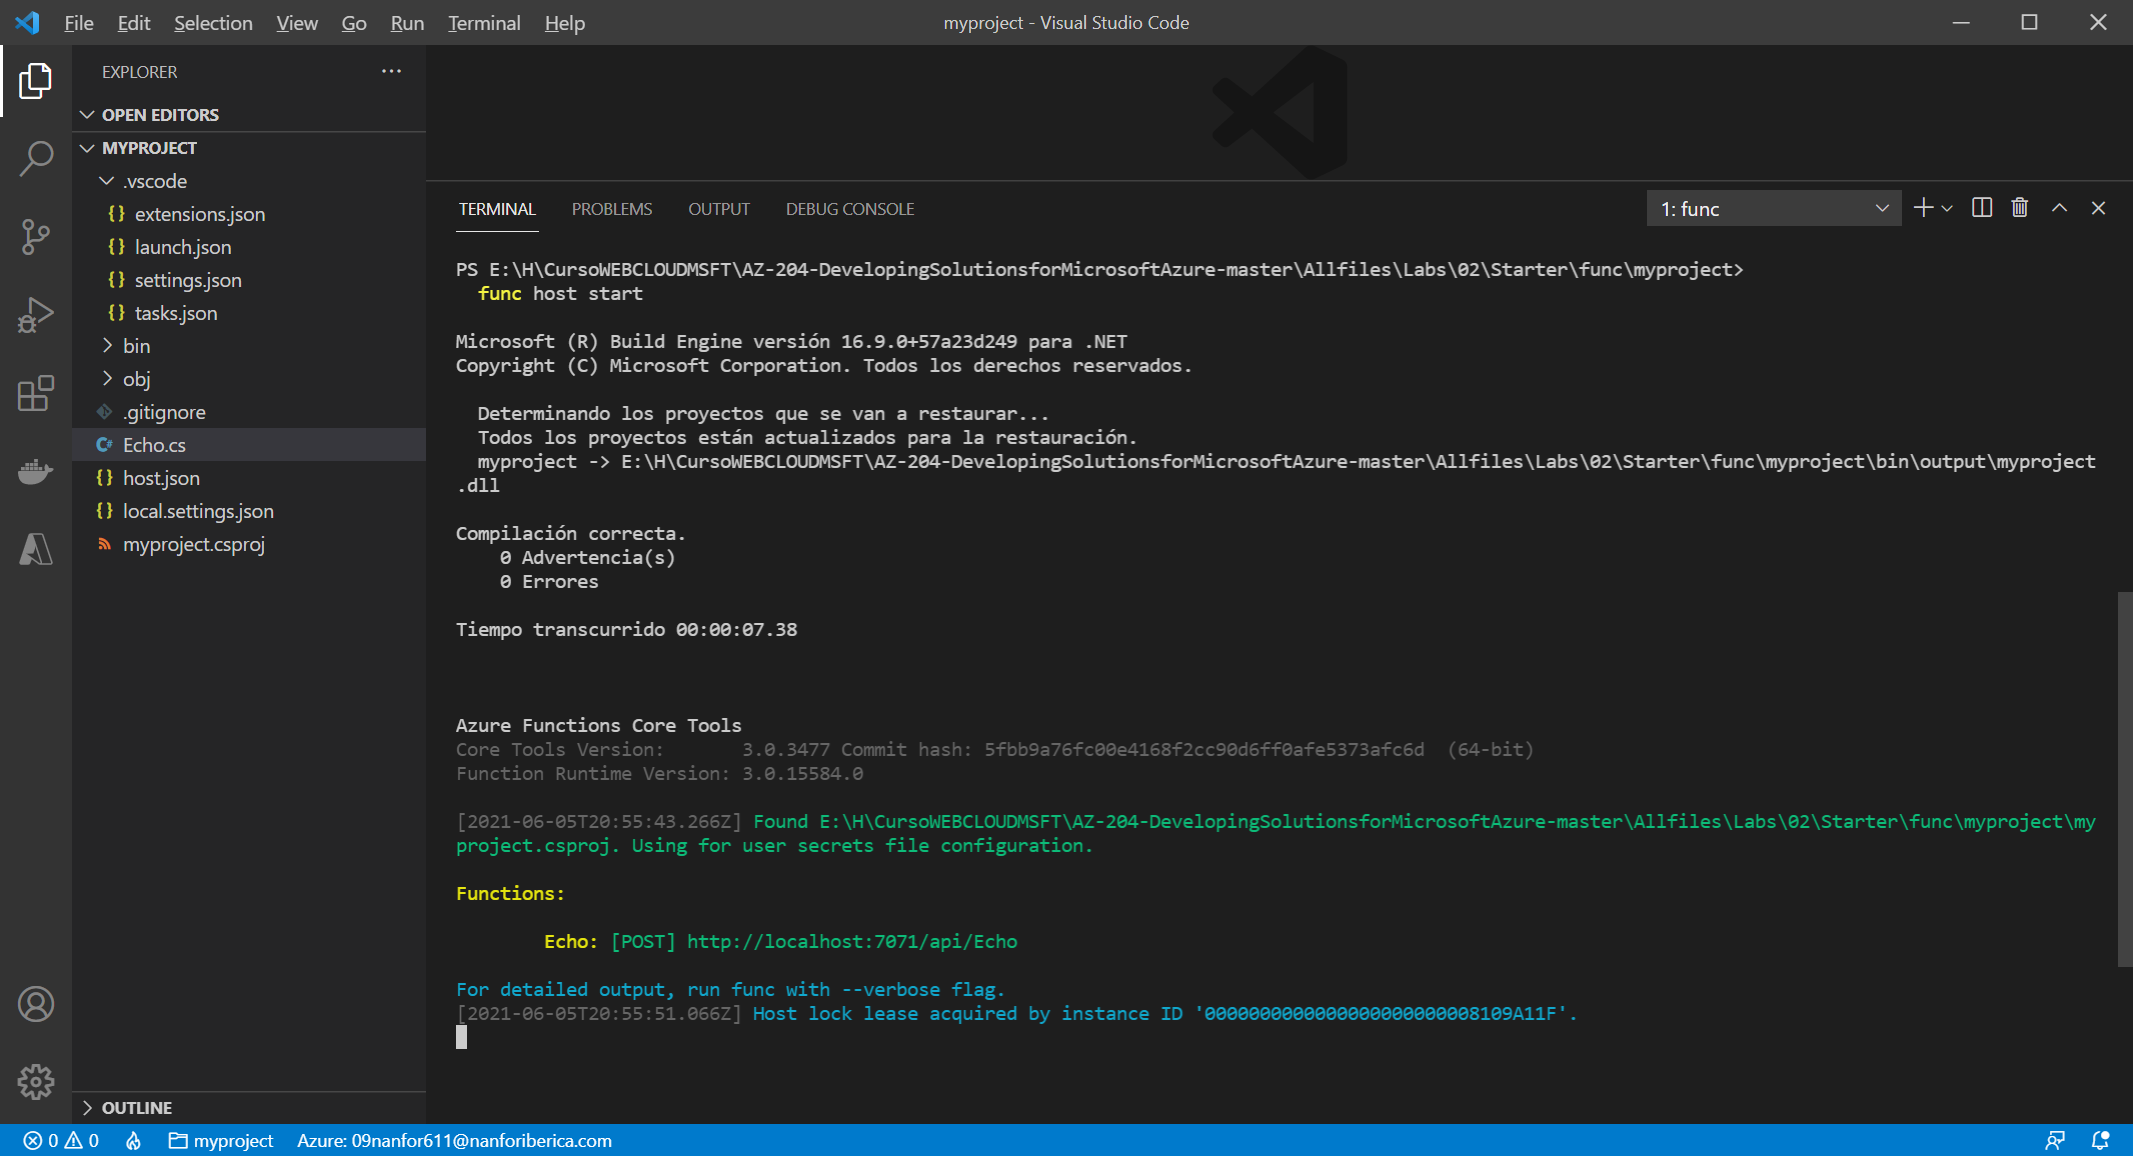 File Edit Selection View Go Run Terminal Help
myproject - Visual Studio Code
EXPLORER
OPEN EDITORS
MYPROJECT
.vscode
{} extensions.json
{} launch.json
{} settings.json
{} tasks.json
bin
obj
.gitignore
C# Echo.cs
{} host.json
{} local.settings.json
myproject.csproj
OUTLINE
TERMINAL PROBLEMS OUTPUT DEBUG CONSOLE
1: func
PS E:\H\CursoWEBCLOUDMSFT\AZ-204-DevelopingSolutionsforMicrosoftAzure-master\Allfiles\Labs\02\Starter\func\myproject>
func host start
Microsoft (R) Build Engine versión 16.9.0+57a23d249 para .NET
Copyright (C) Microsoft Corporation. Todos los derechos reservados.
Determinando los proyectos que se van a restaurar...
Todos los proyectos están actualizados para la restauración.
myproject -> E:\H\CursoWEBCLOUDMSFT\AZ-204-DevelopingSolutionsforMicrosoftAzure-master\Allfiles\Labs\02\Starter\func\myproject\bin\output\myproject
.dll
Compilación correcta.
0 Advertencia(s)
0 Errores
Tiempo transcurrido 00:00:07.38
Azure Functions Core Tools
Core Tools Version: 3.0.3477 Commit hash: 5fbb9a76fc00e4168f2cc90d6ff0afe5373afc6d (64-bit)
Function Runtime Version: 3.0.15584.0
[2021-06-05T20:55:43.266Z] Found E:\H\CursoWEBCLOUDMSFT\AZ-204-DevelopingSolutionsforMicrosoftAzure-master\Allfiles\Labs\02\Starter\func\myproject\my
project.csproj. Using for user secrets file configuration.
Functions:
Echo: [POST] http://localhost:7071/api/Echo
For detailed output, run func with --verbose flag.
[2021-06-05T20:55:51.066Z] Host lock lease acquired by instance ID '0000000000000000000000008109A11F'.
0 0 myproject Azure: 09nanfor611@nanforiberica.com